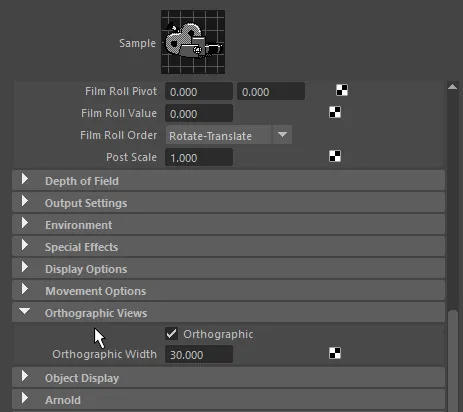 Sample
Film Roll Pivot 0.000 0.000
Film Roll Value 0.000
Film Roll Order Rotate-Translate
Post Scale 1.000
Depth of Field
Output Settings
Environment
Special Effects
Display Options
Movement Options
Orthographic Views
Orthographic
Orthographic Width 30.000
Object Display
Arnold